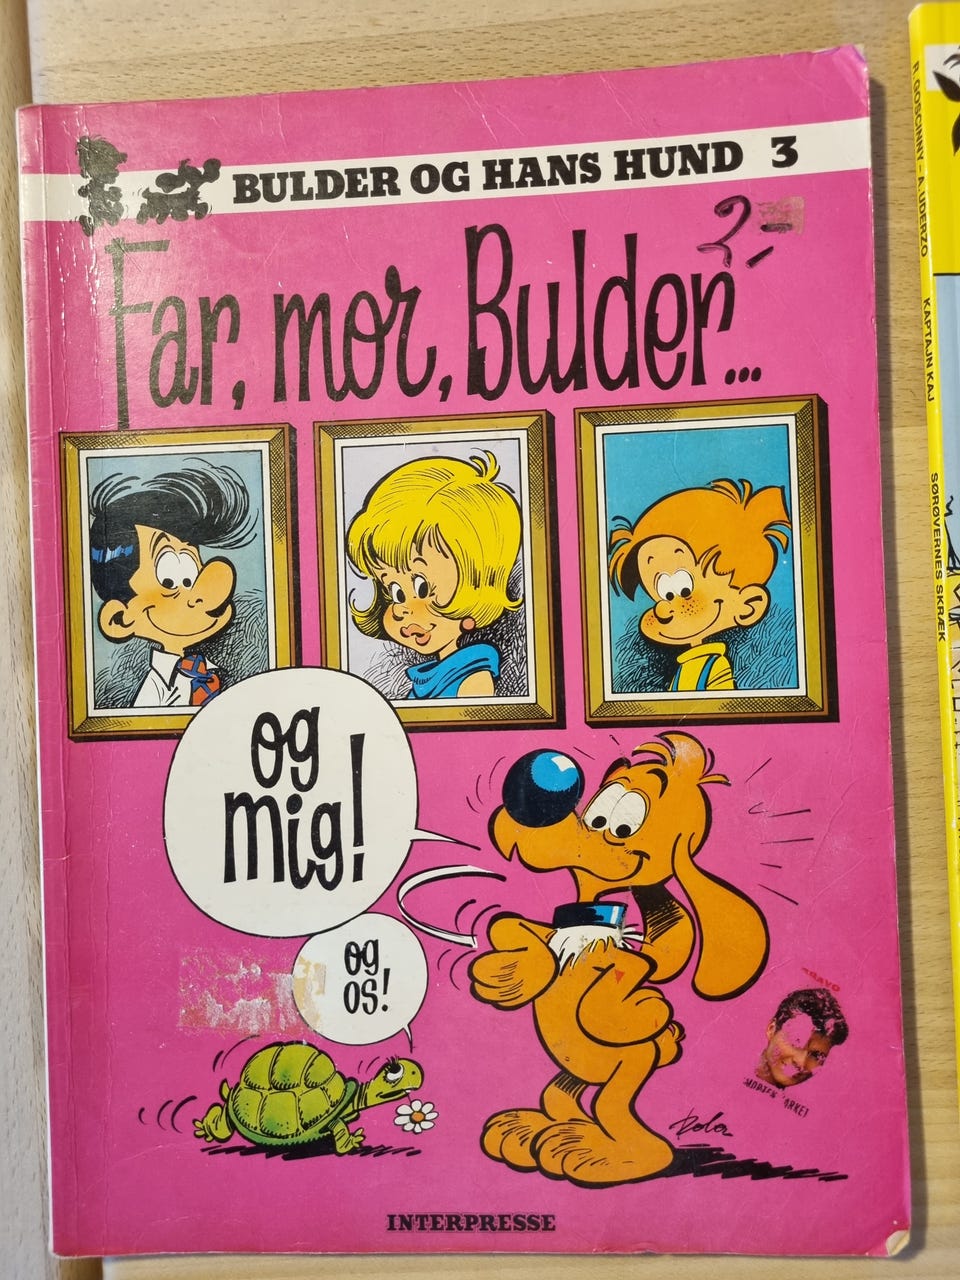 BULDER OG HANS HUND 3
2,-
Far, mor, Bulder...
og
mig!
og
os!
Roba
INTERPRESSE
R. GOSCINNY - A. UDERZO
KAPTAJN KAJ
SØRØVERNES SKRÆK